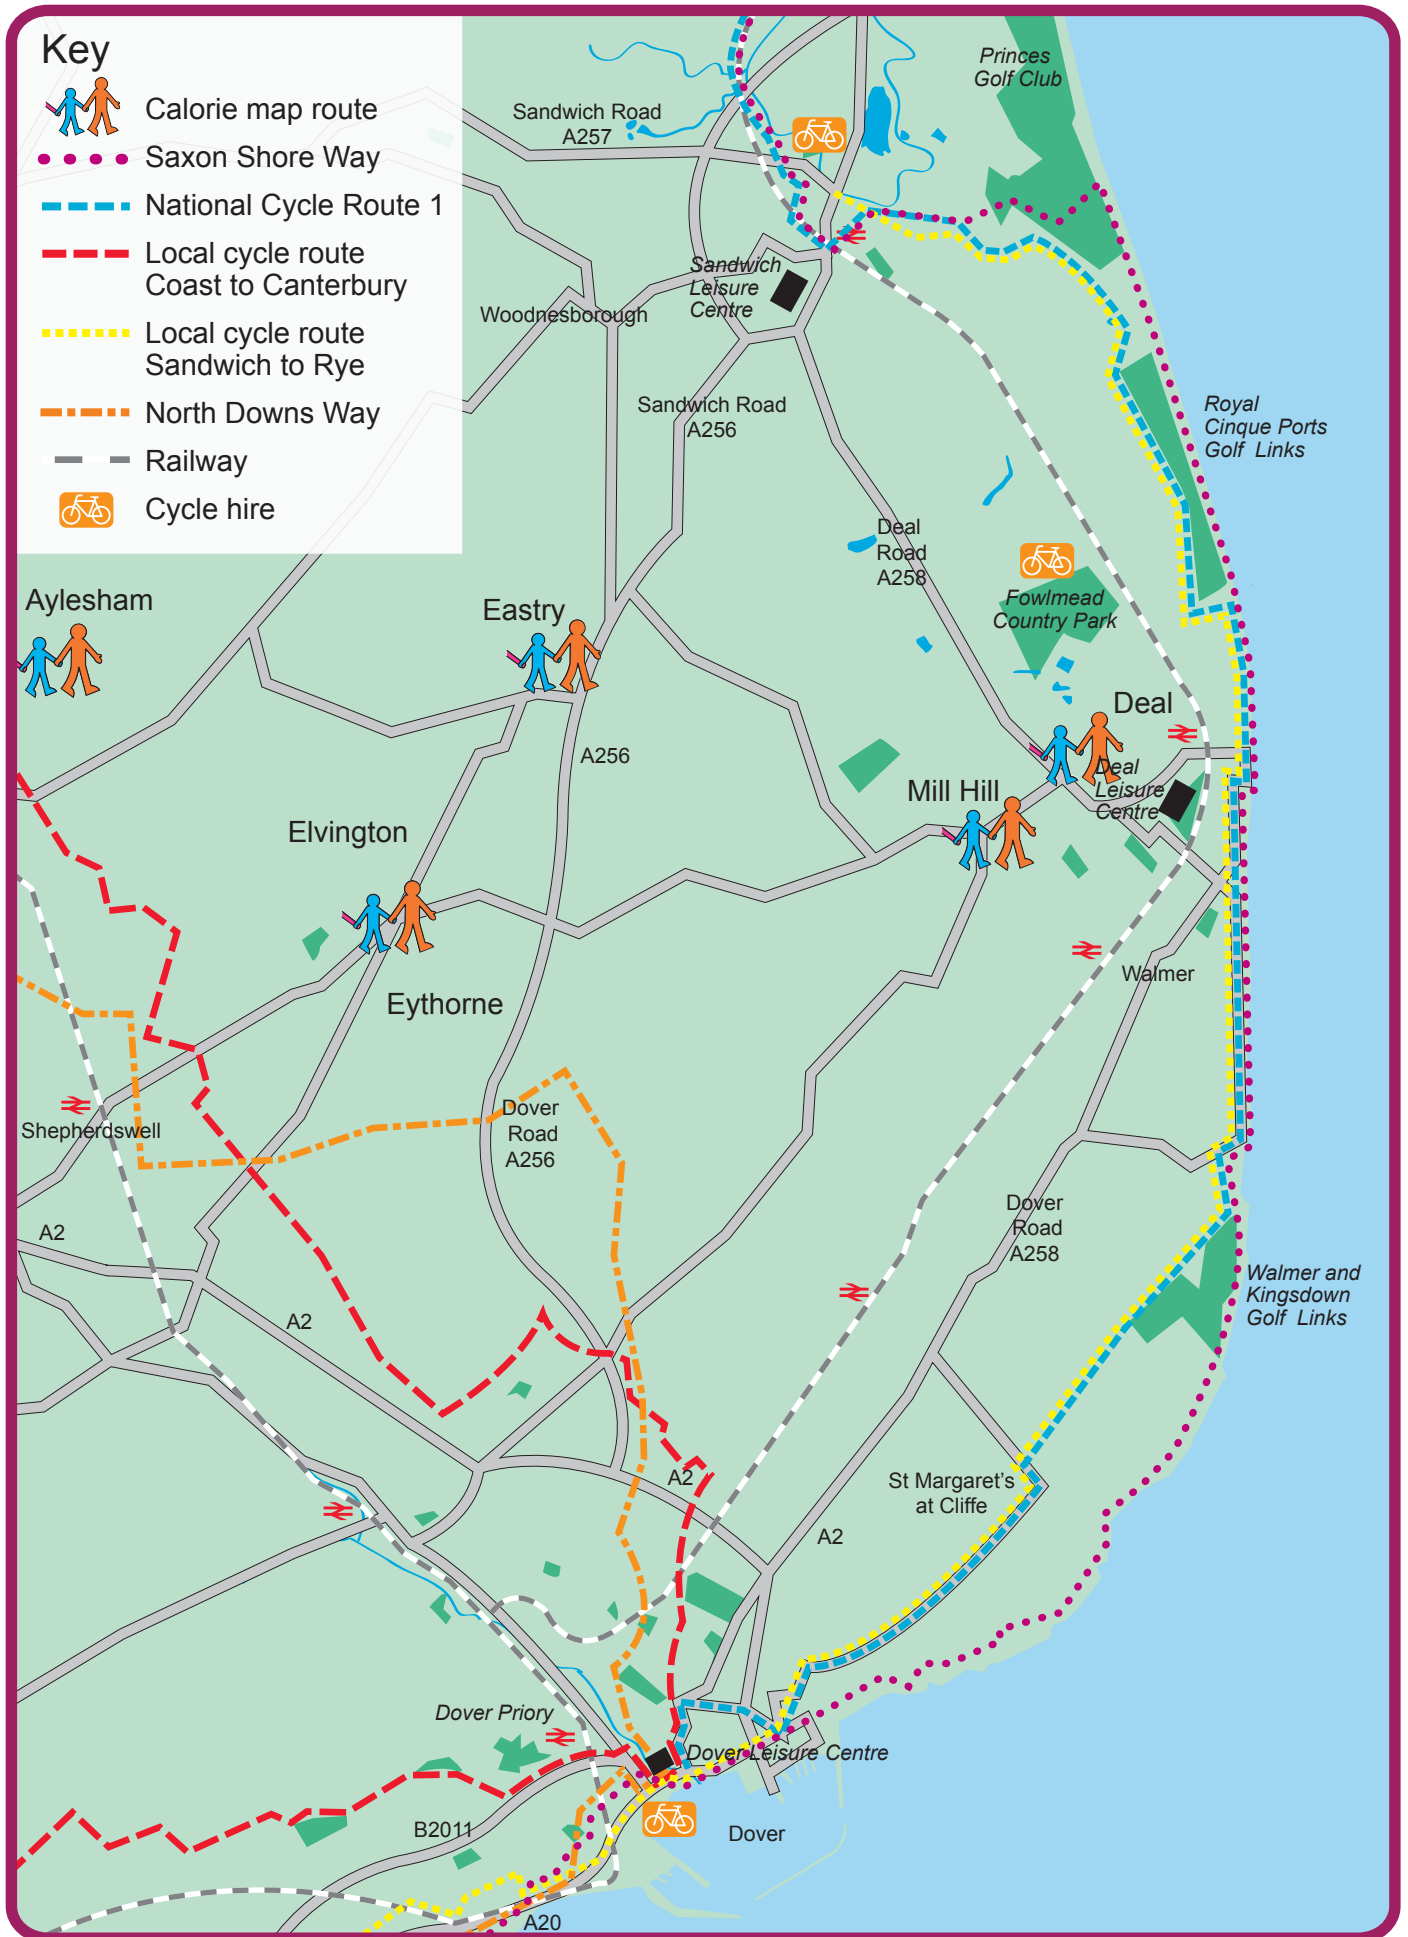 Key
Calorie map route
Saxon Shore Way
National Cycle Route 1
Local cycle route
Coast to Canterbury
Local cycle route
Sandwich to Rye
North Downs Way
Railway
Cycle hire
Princes
Golf Club
Sandwich Road
A257
Sandwich
Leisure
Centre
Woodnesborough
Sandwich Road
A256
Royal
Cinque Ports
Golf Links
Deal
Road
A258
Fowlmead
Country Park
Aylesham
Eastry
Deal
Deal
Leisure
Centre
A256
Mill Hill
Elvington
Walmer
Eythorne
Dover
Road
A256
Shepherdswell
A2
Dover
Road
A258
Walmer and
Kingsdown
Golf Links
A2
A2
St Margaret's
at Cliffe
A2
Dover Priory
Dover Leisure Centre
B2011
Dover
A20